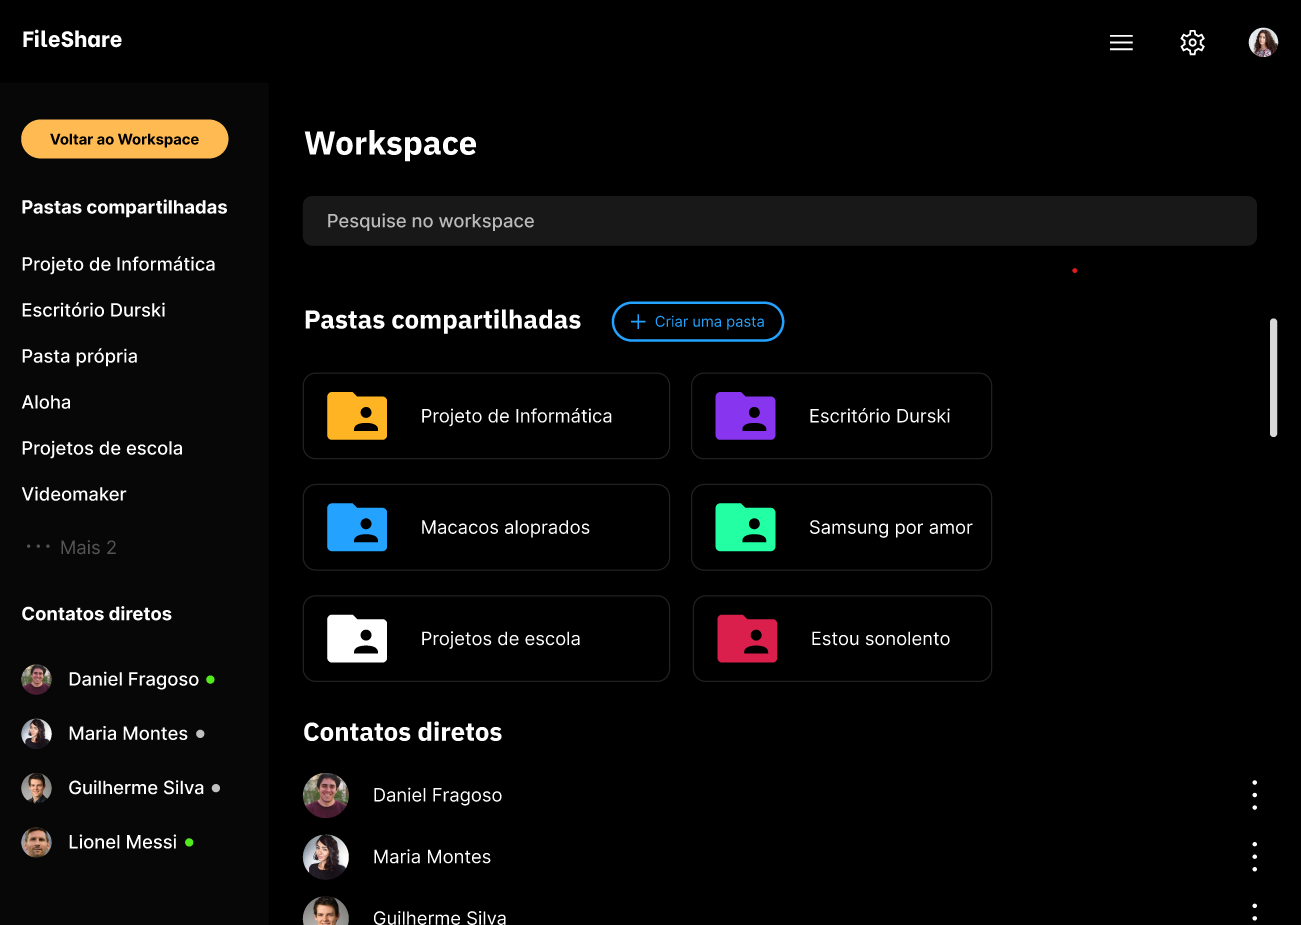 FileShare
Voltar ao Workspace
Pastas compartilhadas
Projeto de Informática
Escritório Durski
Pasta própria
Aloha
Projetos de escola
Videomaker
··· Mais 2
Contatos diretos
Daniel Fragoso
Maria Montes
Guilherme Silva
Lionel Messi
Workspace
Pesquise no workspace
Pastas compartilhadas
+ Criar uma pasta
Projeto de Informática
Escritório Durski
Macacos aloprados
Samsung por amor
Projetos de escola
Estou sonolento
Contatos diretos
Daniel Fragoso
Maria Montes
Guilherme Silva